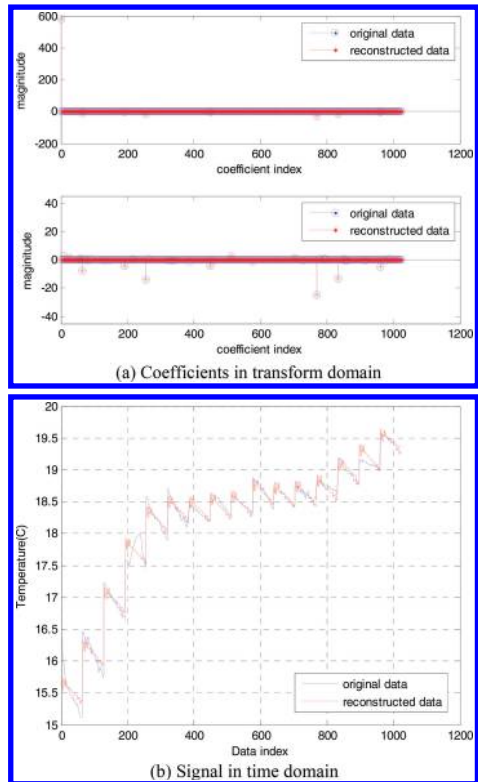 600
400
200
0
-200
maginitude
original data
reconstructed data
0 200 400 600 800 1000 1200
coefficient index
40
20
0
-20
-40
maginitude
original data
reconstructed data
0 200 400 600 800 1000 1200
coefficient index
(a) Coefficients in transform domain
20
19.5
19
18.5
18
17.5
17
16.5
16
15.5
15
Temperature(C)
original data
reconstructed data
0 200 400 600 800 1000 1200
Data index
(b) Signal in time domain